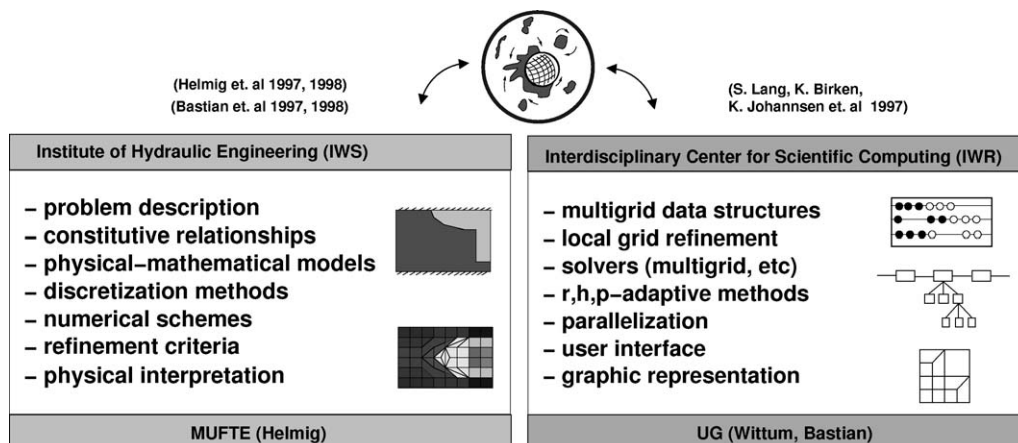 (Helmig et. al 1997, 1998)
(Bastian et. al 1997, 1998)
(S. Lang, K. Birken,
K. Johannsen et. al 1997)
Institute of Hydraulic Engineering (IWS)
– problem description
– constitutive relationships
– physical–mathematical models
– discretization methods
– numerical schemes
– refinement criteria
– physical interpretation
MUFTE (Helmig)
Interdisciplinary Center for Scientific Computing (IWR)
– multigrid data structures
– local grid refinement
– solvers (multigrid, etc)
– r,h,p–adaptive methods
– parallelization
– user interface
– graphic representation
UG (Wittum, Bastian)